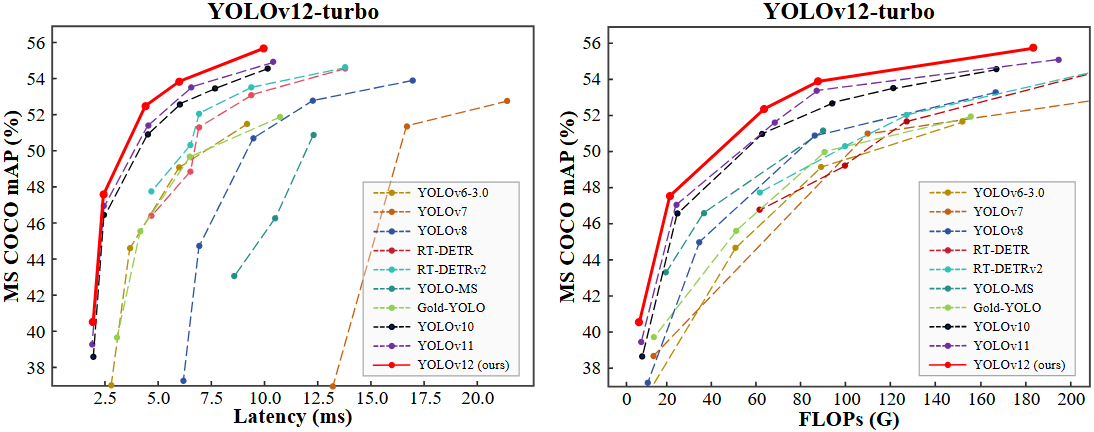 YOLOv12-turbo
MS COCO mAP (%)
56
54
52
50
48
46
44
42
40
38
2.5
5.0
7.5
10.0
12.5
15.0
17.5
20.0
Latency (ms)
YOLOv6-3.0
YOLOv7
YOLOv8
RT-DETR
RT-DETRv2
YOLO-MS
Gold-YOLO
YOLOv10
YOLOv11
YOLOv12 (ours)
YOLOv12-turbo
MS COCO mAP (%)
56
54
52
50
48
46
44
42
40
38
0
20
40
60
80
100
120
140
160
180
200
FLOPs (G)
YOLOv6-3.0
YOLOv7
YOLOv8
RT-DETR
RT-DETRv2
YOLO-MS
Gold-YOLO
YOLOv10
YOLOv11
YOLOv12 (ours)